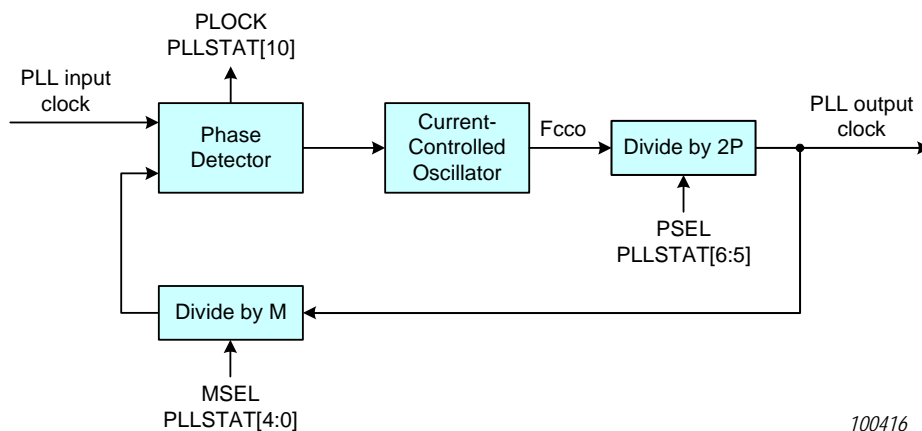 PLOCK
PLLSTAT[10]
PLL input
clock
Phase
Detector
Current-
Controlled
Oscillator
Fcco
Divide by 2P
PLL output
clock
PSEL
PLLSTAT[6:5]
Divide by M
MSEL
PLLSTAT[4:0]
100416